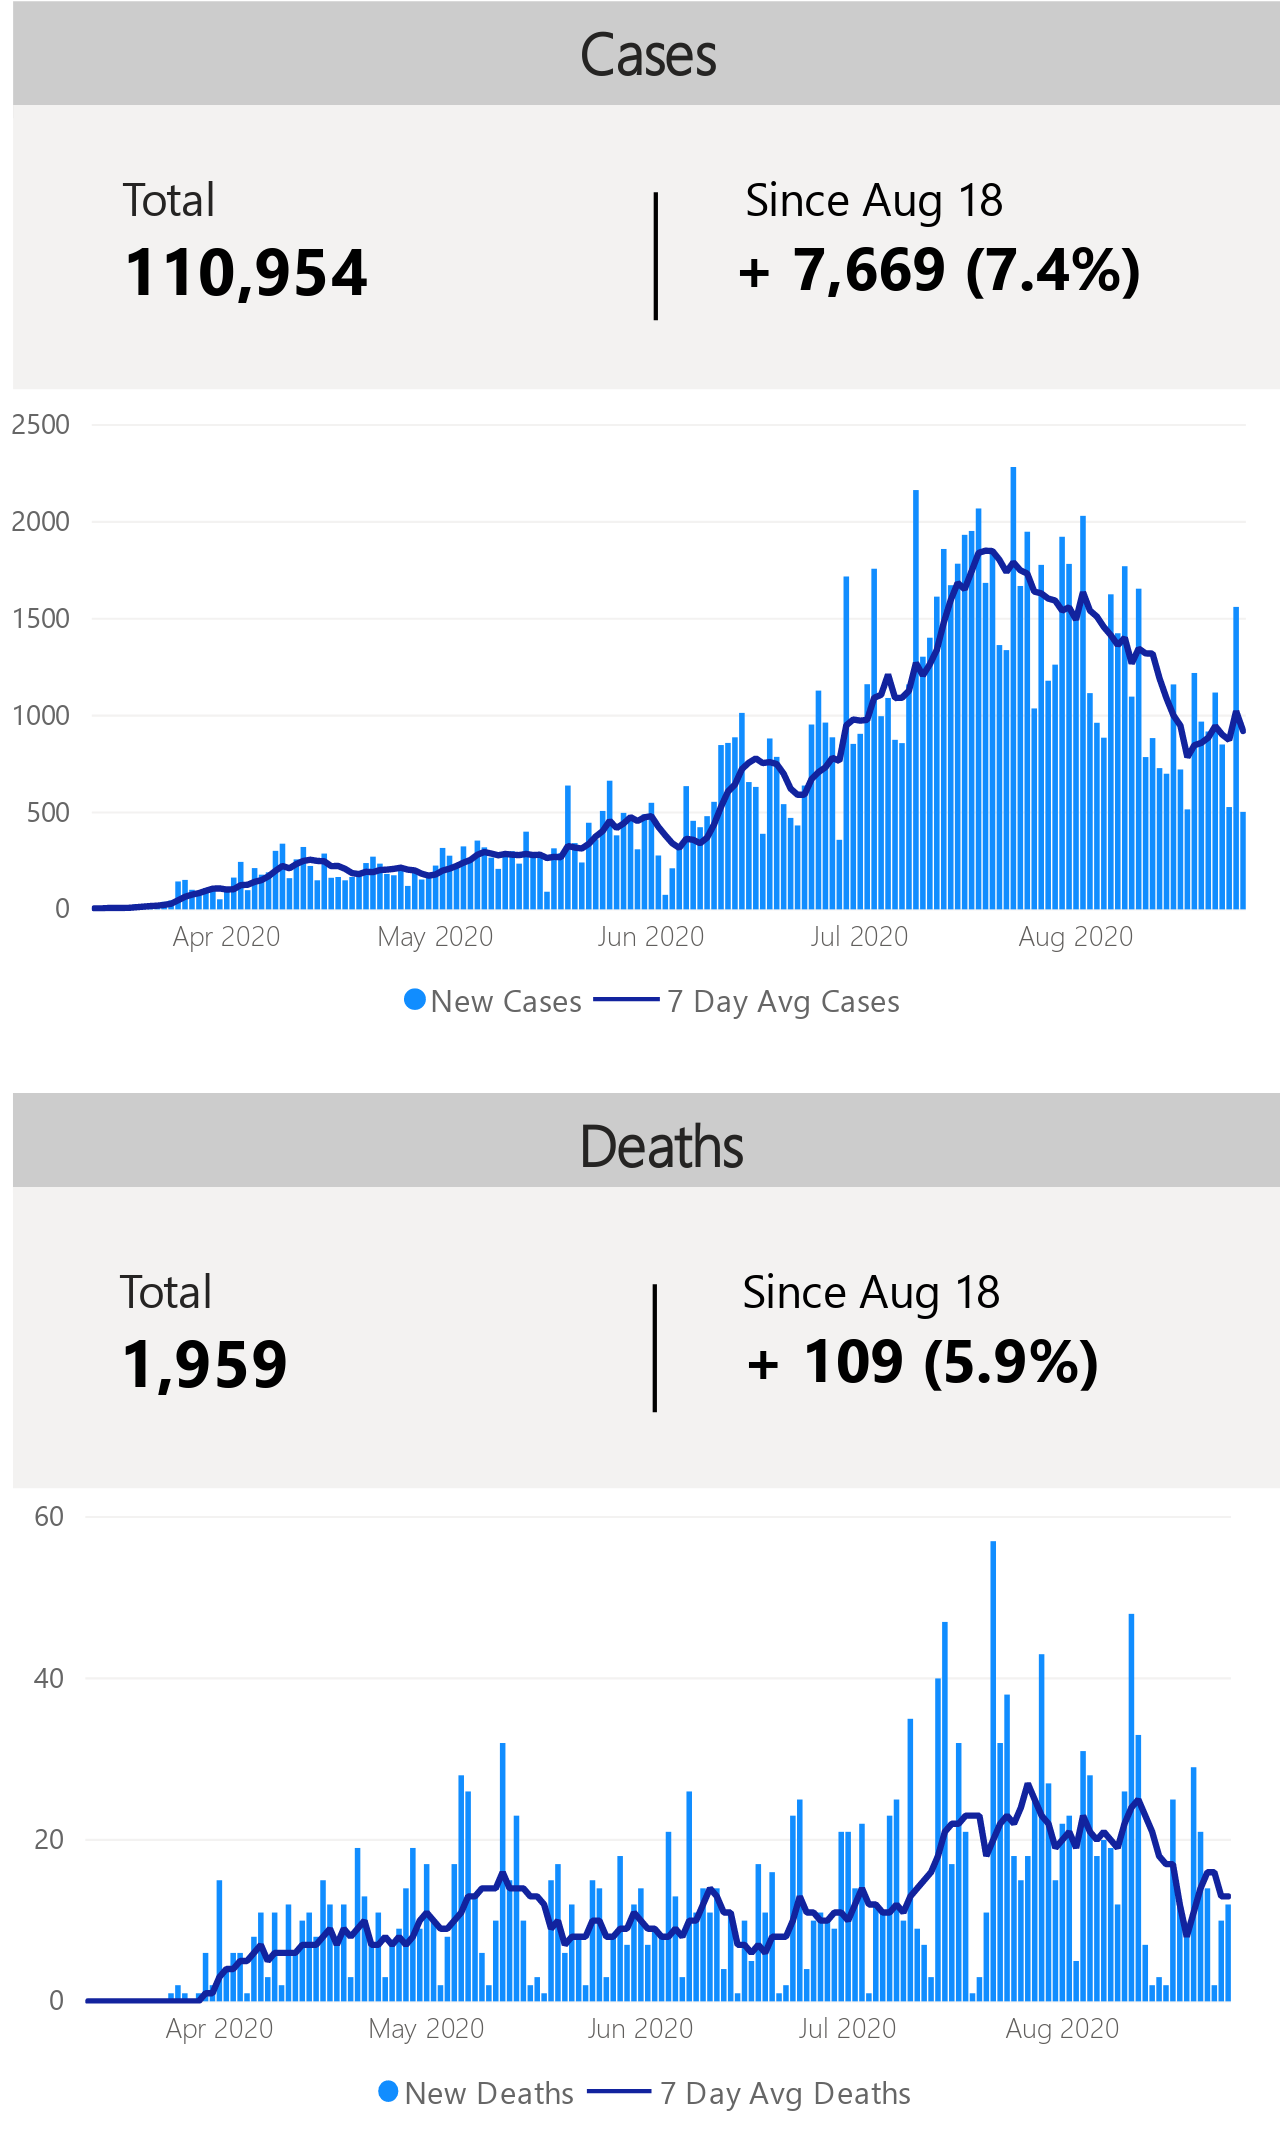 Cases
Total
Since Aug 18
110,954
+ 7,669 (7.4%)
2500
2000
1500
1000
500
0
Apr 2020
May 2020
Jun 2020
Jul 2020
Aug 2020
New Cases
7 Day Avg Cases
Deaths
Total
Since Aug 18
1,959
+ 109 (5.9%)
60
40
20
0
Apr 2020
May 2020
Jun 2020
Jul 2020
Aug 2020
New Deaths
7 Day Avg Deaths